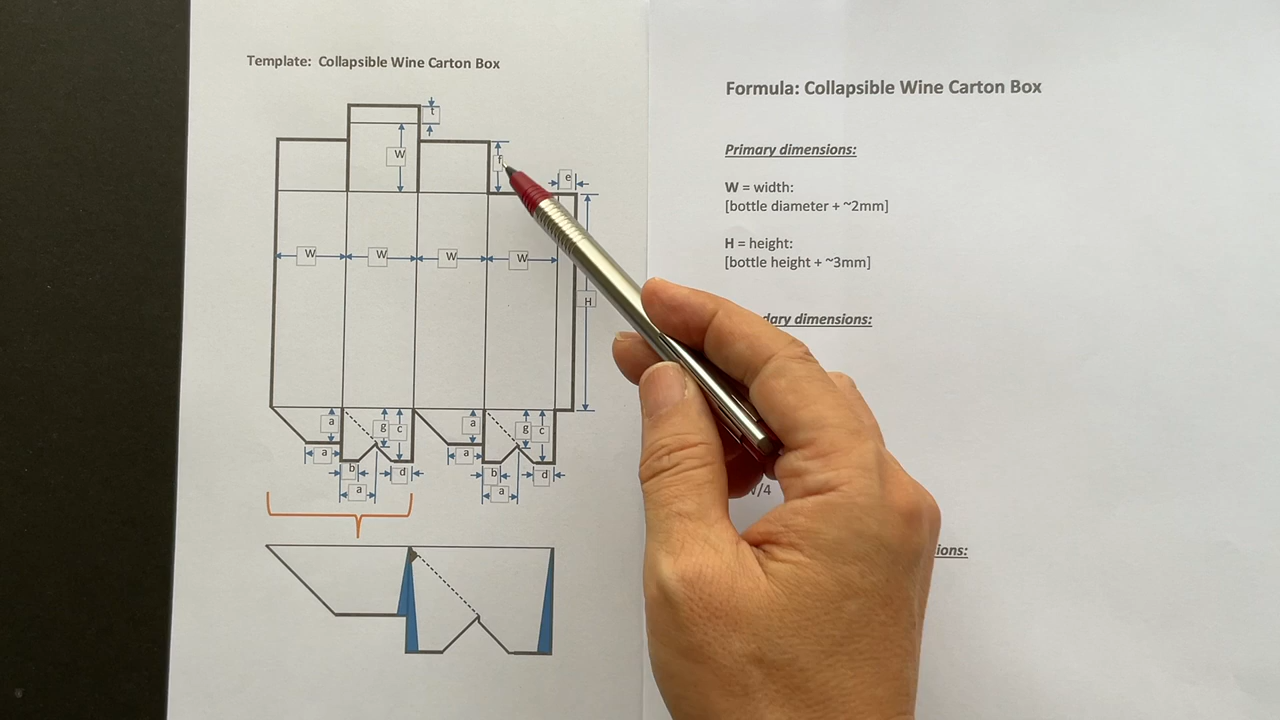 Template: Collapsible Wine Carton Box
t
W
f
e
W W W W
H
a g c a g c
a a
b d b d
a a
Formula: Collapsible Wine Carton Box
Primary dimensions:
W = width:
[bottle diameter + ~2mm]
H = height:
[bottle height + ~3mm]
dary dimensions:
/4
ions: